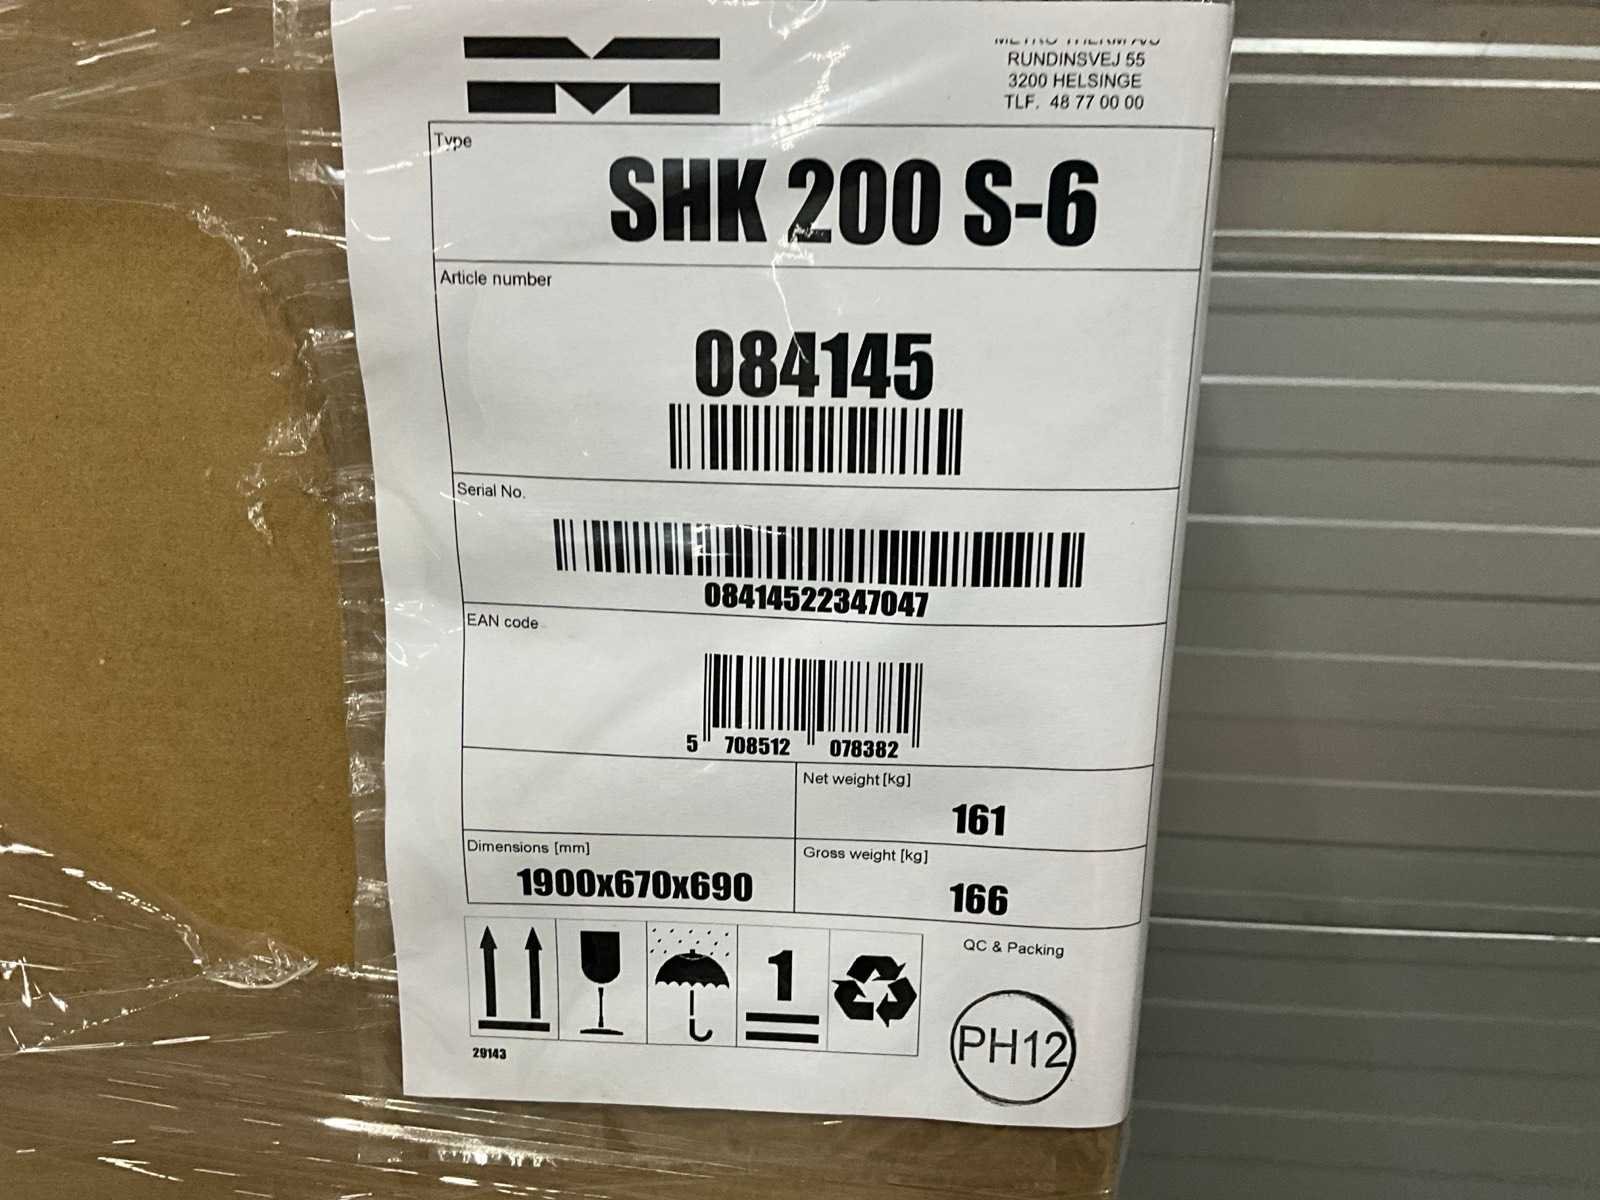 METRO THERM A/S
RUNDINSVEJ 55
3200 HELSINGE
TLF. 48 77 00 00
Type
SHK 200 S-6
Article number
084145
Serial No.
08414522347047
EAN code
5 708512 078382
Net weight [kg]
161
Dimensions [mm]
1900x670x690
Gross weight [kg]
166
1
QC & Packing
PH12
29143